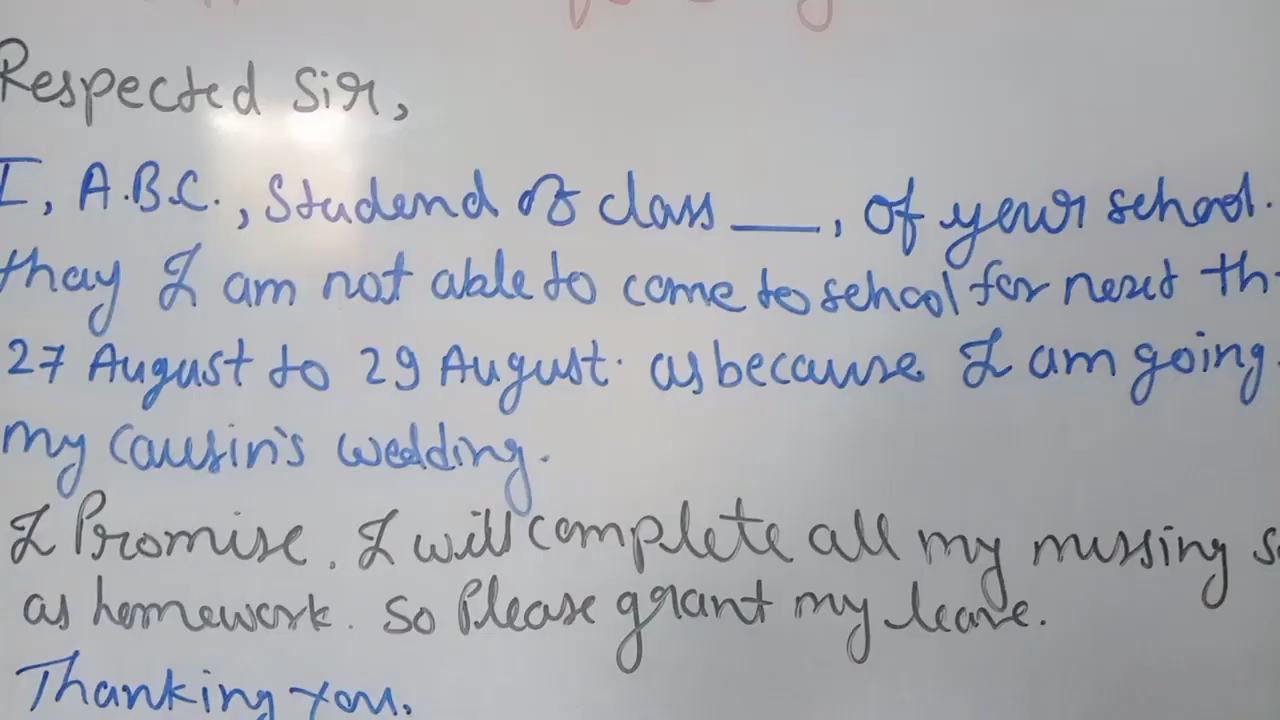 Respected Sir,
I, A.B.C., Studend of class ___, of your school.
thay I am not able to come to school for next
27 August to 29 August. as because I am going
my causin's wedding.
I Promise. I will complete all my missing
as homework. So Please grant my leave.
Thanking You.